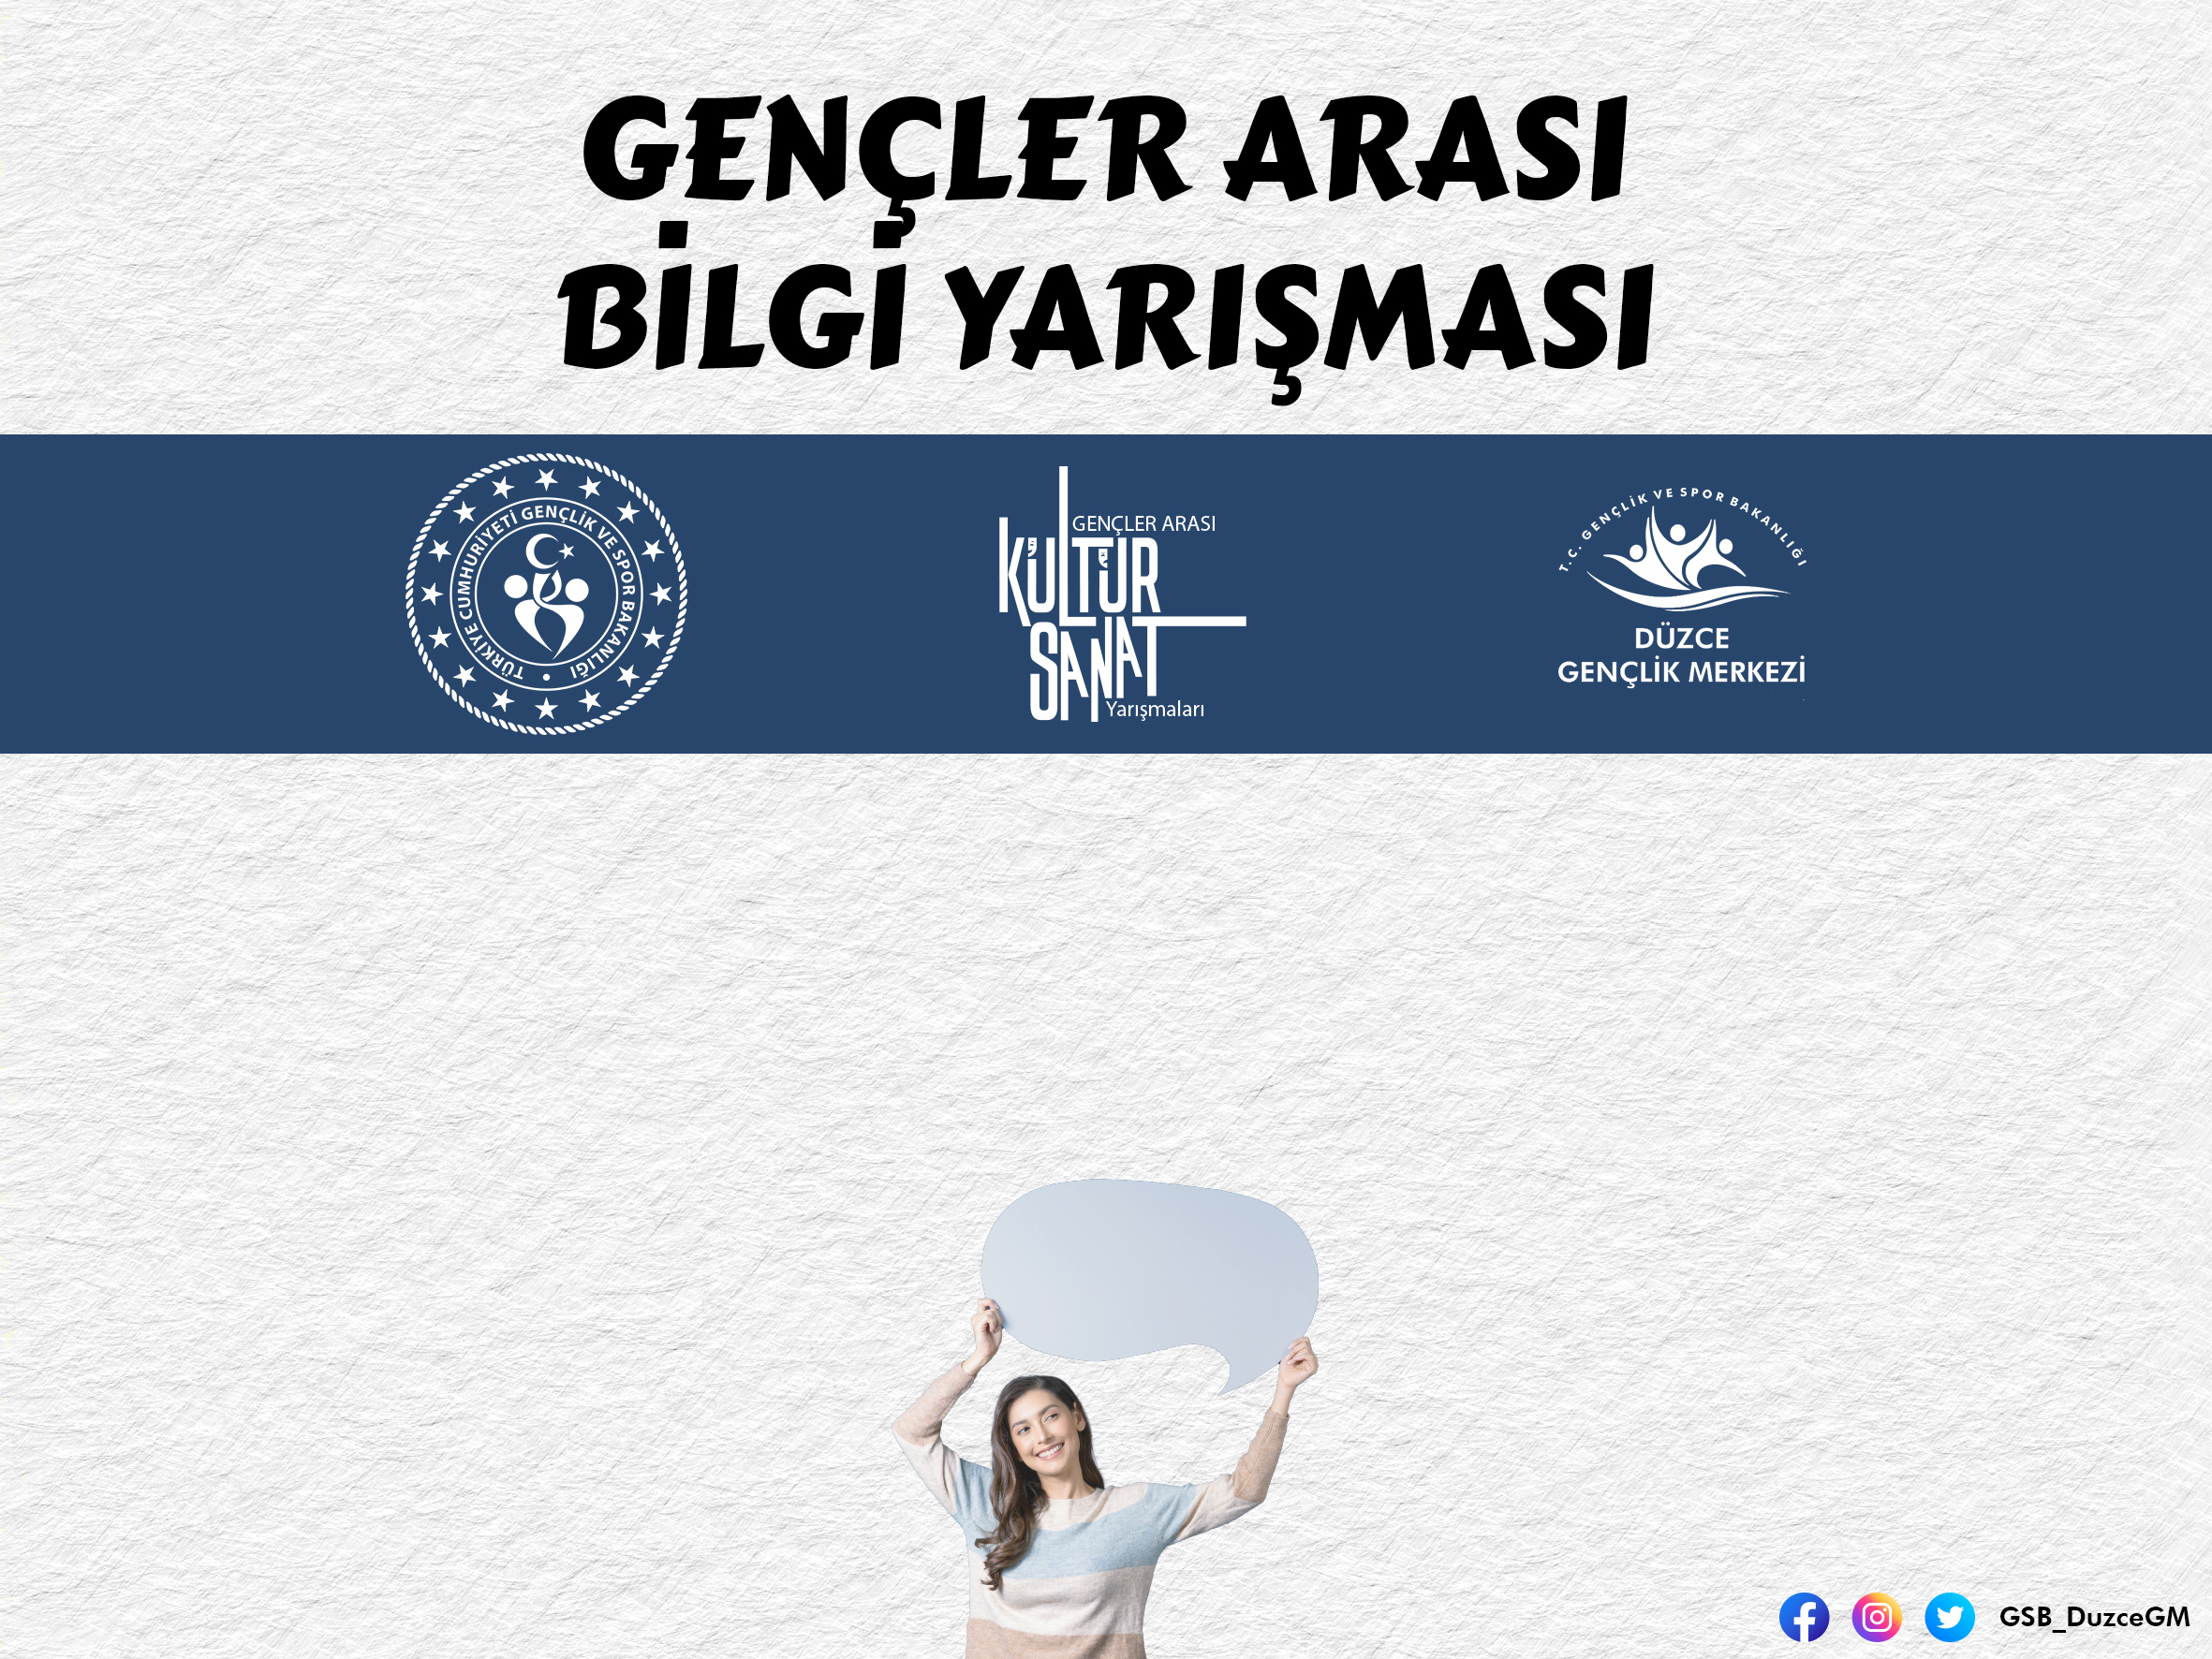 GENÇLER ARASI
BİLGİ YARIŞMASI
TÜRKİYE CUMHURİYETİ GENÇLİK VE SPOR BAKANLIĞI
GENÇLER ARASI
KÜLTÜR
SANAT
Yarışmaları
T.C. GENÇLİK VE SPOR BAKANLIĞI
DÜZCE
GENÇLİK MERKEZİ
GSB_DuzceGM